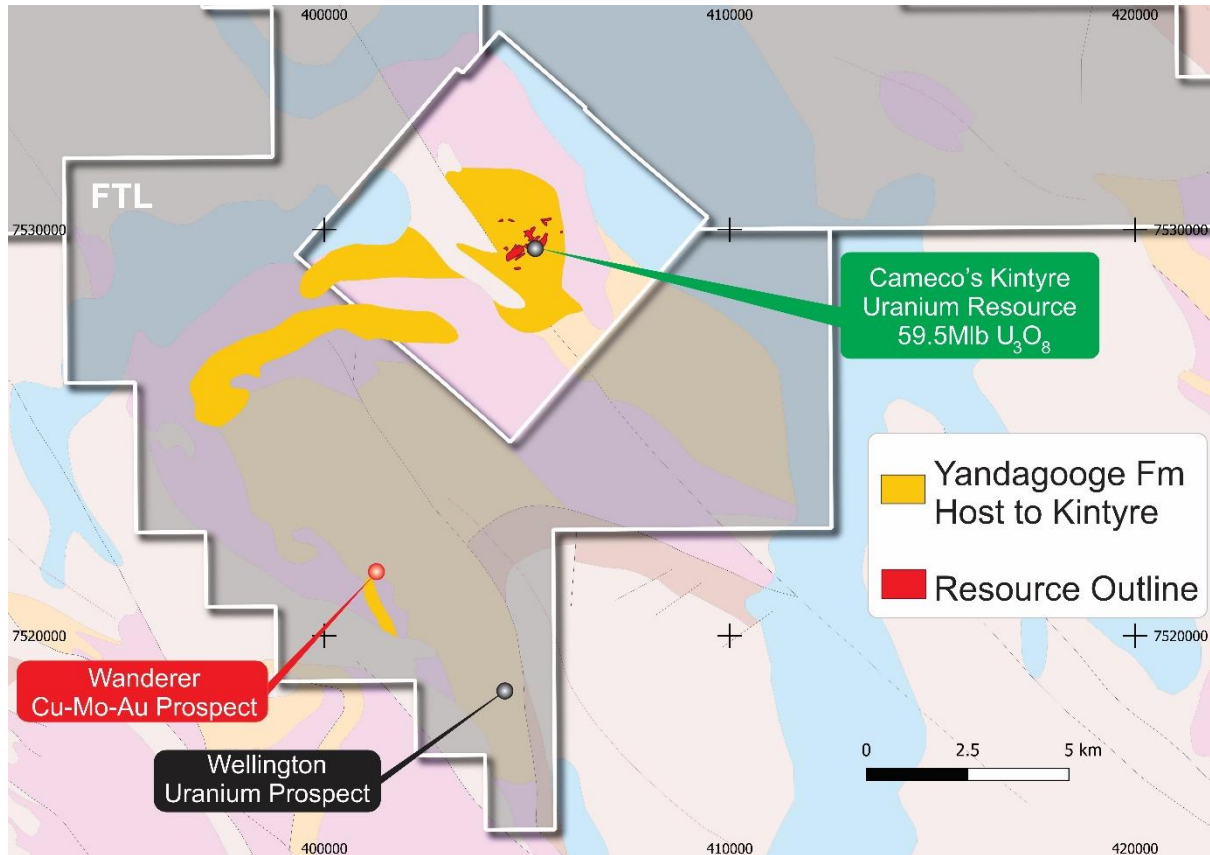 400000
410000
420000
FTL
7530000
7530000
Cameco's Kintyre
Uranium Resource
59.5Mlb U₃O₈
Yandagooge Fm
Host to Kintyre
Resource Outline
7520000
7520000
Wanderer
Cu-Mo-Au Prospect
Wellington
Uranium Prospect
0 2.5 5 km
400000
410000
420000